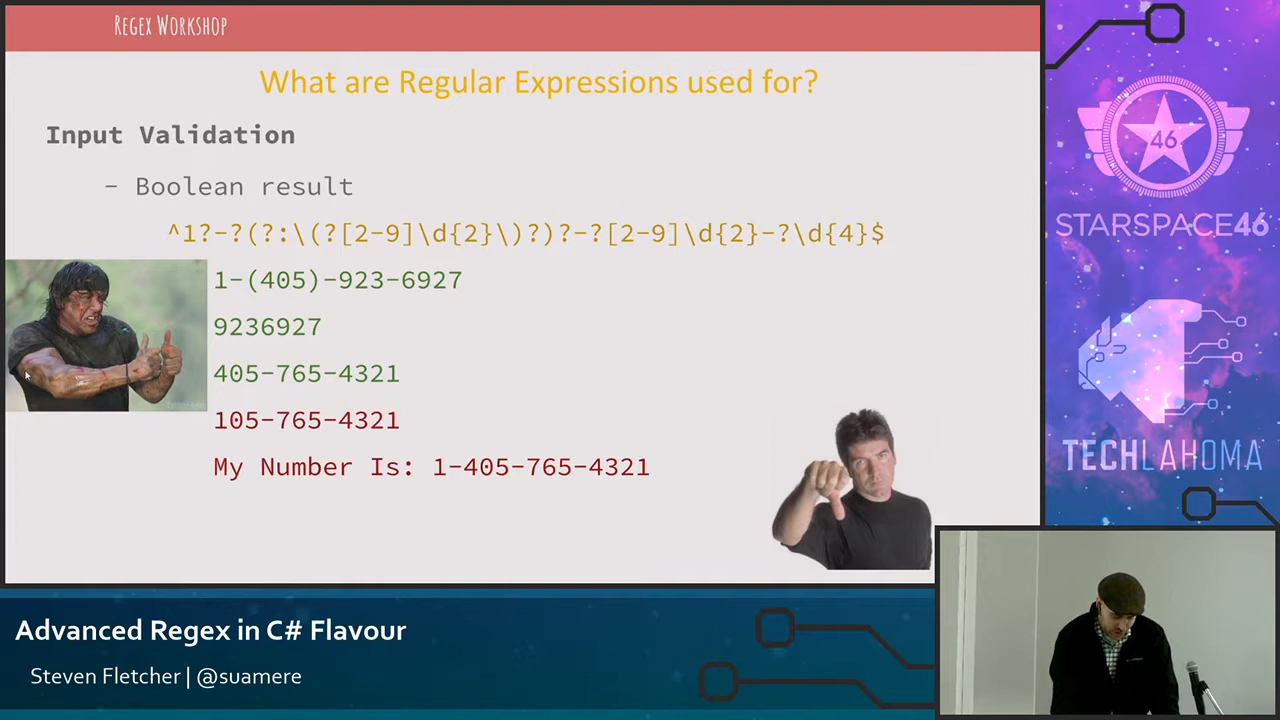 Regex Workshop
What are Regular Expressions used for?
Input Validation
- Boolean result
^1?-?(?:\(?[2-9]\d{2}\)?)?-?[2-9]\d{2}-?\d{4}$
1-(405)-923-6927
9236927
405-765-4321
105-765-4321
My Number Is: 1-405-765-4321
46
STARSPACE46
TECHLAHOMA
Advanced Regex in C# Flavour
Steven Fletcher | @suamere